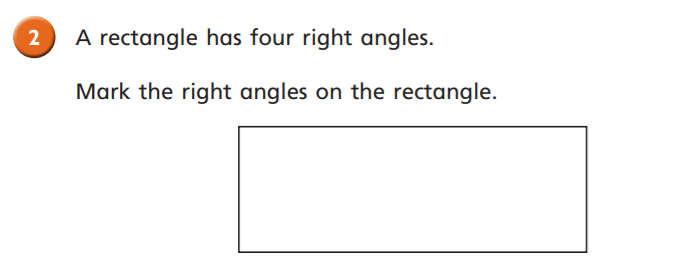 2 A rectangle has four right angles.
Mark the right angles on the rectangle.